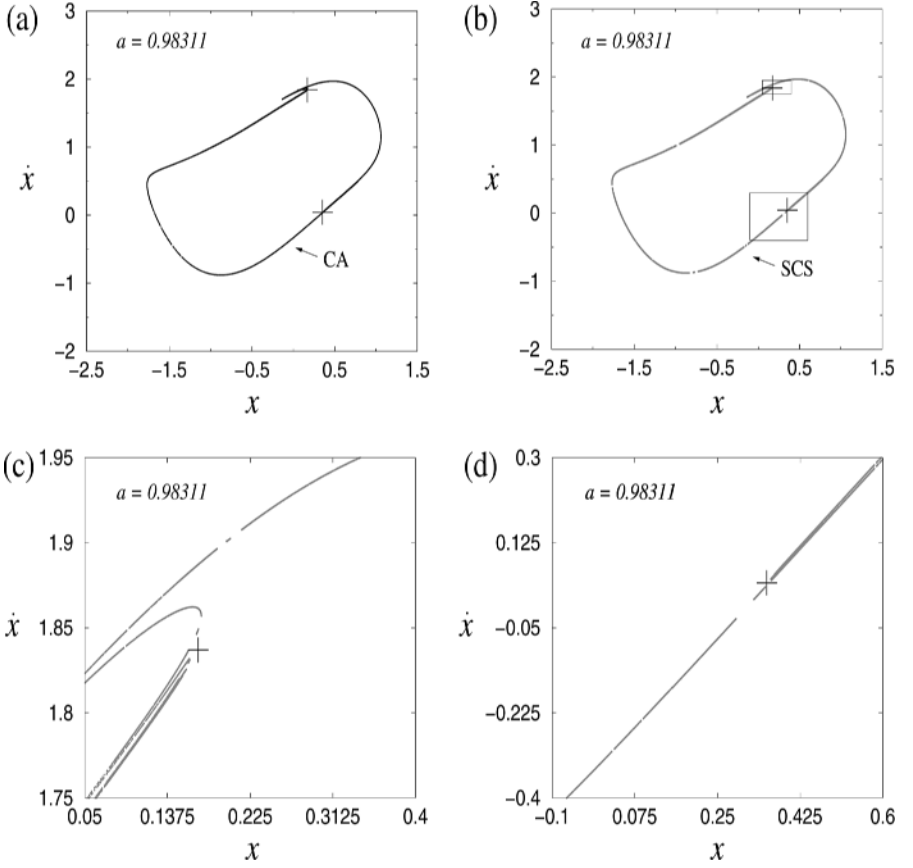 (a)
a = 0.98311
3
2
1
0
−1
−2
ẋ
CA
−2.5 −1.5 −0.5 0.5 1.5
x
(b)
a = 0.98311
3
2
1
0
−1
−2
ẋ
SCS
−2.5 −1.5 −0.5 0.5 1.5
x
(c)
a = 0.98311
1.95
1.9
1.85
1.8
1.75
ẋ
0.05 0.1375 0.225 0.3125 0.4
x
(d)
a = 0.98311
0.3
0.125
−0.05
−0.225
−0.4
ẋ
−0.1 0.075 0.25 0.425 0.6
x